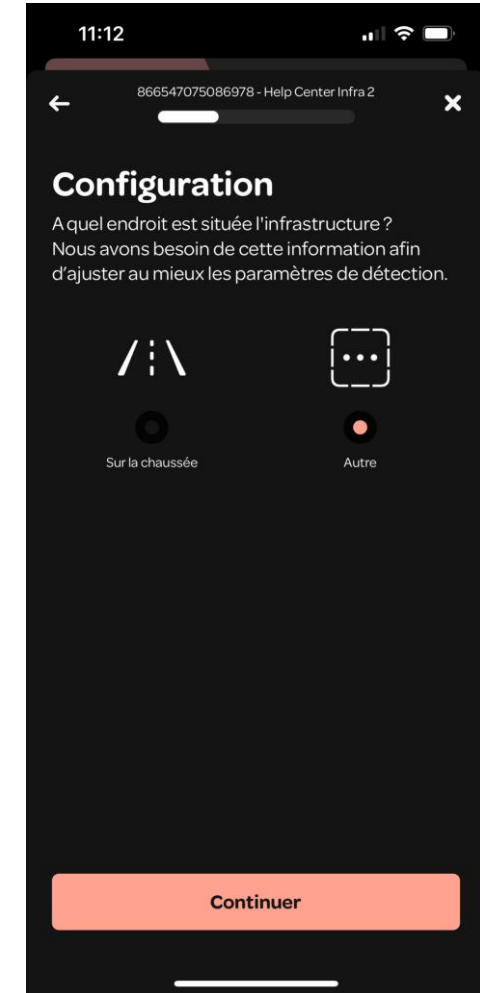 11:12
866547075086978 - Help Center Infra 2
Configuration
A quel endroit est située l'infrastructure ?
Nous avons besoin de cette information afin
d'ajuster au mieux les paramètres de détection.
Sur la chaussée
Autre
Continuer